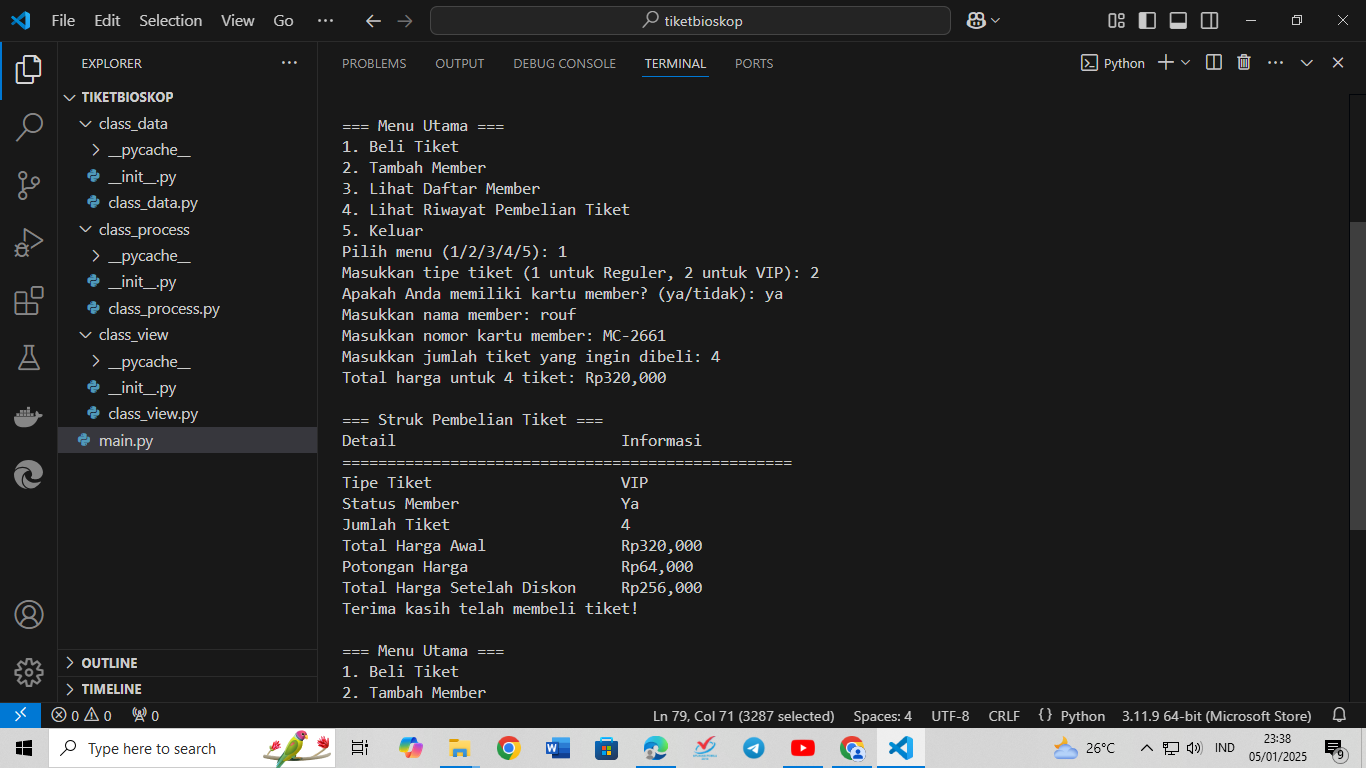 File Edit Selection View Go ··· tiketbioskop
EXPLORER ···
TIKETBIOSKOP
class_data
__pycache__
__init__.py
class_data.py
class_process
__pycache__
__init__.py
class_process.py
class_view
__pycache__
__init__.py
class_view.py
main.py
OUTLINE
TIMELINE
PROBLEMS OUTPUT DEBUG CONSOLE TERMINAL PORTS Python
=== Menu Utama ===
1. Beli Tiket
2. Tambah Member
3. Lihat Daftar Member
4. Lihat Riwayat Pembelian Tiket
5. Keluar
Pilih menu (1/2/3/4/5): 1
Masukkan tipe tiket (1 untuk Reguler, 2 untuk VIP): 2
Apakah Anda memiliki kartu member? (ya/tidak): ya
Masukkan nama member: rouf
Masukkan nomor kartu member: MC-2661
Masukkan jumlah tiket yang ingin dibeli: 4
Total harga untuk 4 tiket: Rp320,000
=== Struk Pembelian Tiket ===
Detail Informasi
==================================================
Tipe Tiket VIP
Status Member Ya
Jumlah Tiket 4
Total Harga Awal Rp320,000
Potongan Harga Rp64,000
Total Harga Setelah Diskon Rp256,000
Terima kasih telah membeli tiket!
=== Menu Utama ===
1. Beli Tiket
2. Tambah Member
0 0 0 Ln 79, Col 71 (3287 selected) Spaces: 4 UTF-8 CRLF {} Python 3.11.9 64-bit (Microsoft Store)
Type here to search 26°C IND 23:38
05/01/2025 9